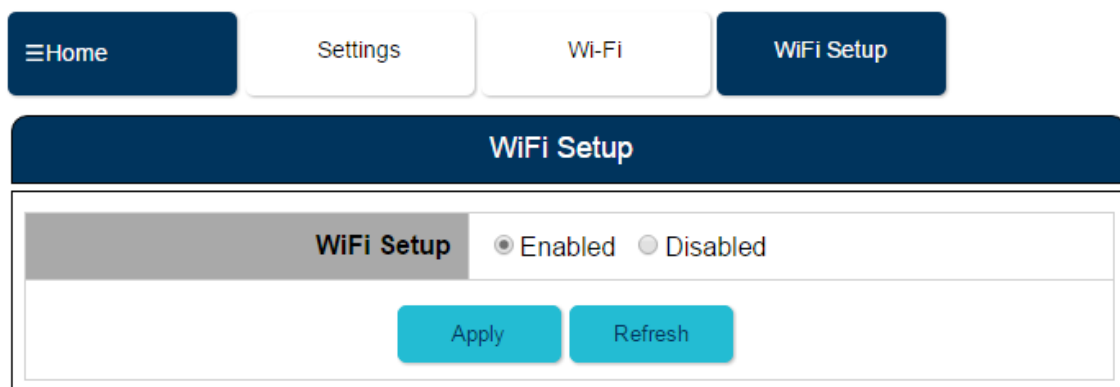 ☰Home Settings Wi-Fi WiFi Setup
WiFi Setup
WiFi Setup Enabled Disabled
Apply Refresh